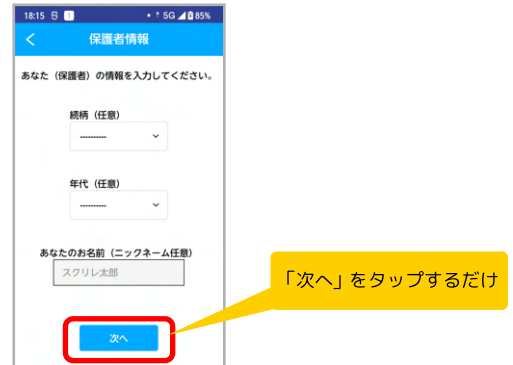 18:15
5G 85%
保護者情報
あなた（保護者）の情報を入力してください。
続柄（任意）
---------
年代（任意）
---------
あなたのお名前（ニックネーム任意）
スクリレ太郎
次へ
「次へ」をタップするだけ